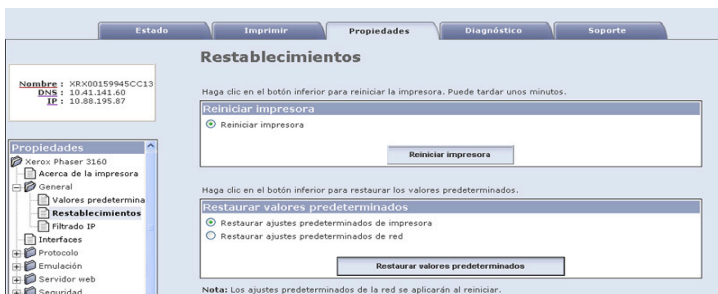 Estado
Imprimir
Propiedades
Diagnóstico
Soporte
Restablecimientos
Nombre : XRX00159945CC13
DNS : 10.41.141.60
IP : 10.88.195.87
Haga clic en el botón inferior para reiniciar la impresora. Puede tardar unos minutos.
Reiniciar impresora
Reiniciar impresora
Reiniciar impresora
Propiedades
Xerox Phaser 3160
Acerca de la impresora
General
Valores predetermina
Restablecimientos
Filtrado IP
Interfaces
Protocolo
Emulación
Servidor web
Seguridad
Haga clic en el botón inferior para restaurar los valores predeterminados.
Restaurar valores predeterminados
Restaurar ajustes predeterminados de impresora
Restaurar ajustes predeterminados de red
Restaurar valores predeterminados
Nota: Los ajustes predeterminados de la red se aplicarán al reiniciar.